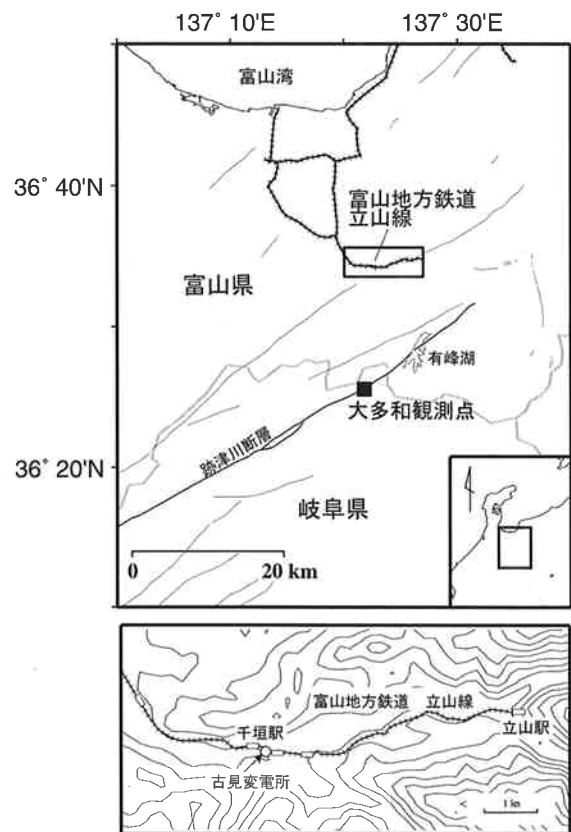 137° 10'
137° 30'
富山湾
36° 40'N
富山地方鉄道
立山線
富山県
有峰湖
大多和観測点
跡津川断層
36° 20'N
岐阜県
0
20 km
富山地方鉄道 立山線
千垣駅
立山駅
古見変電所